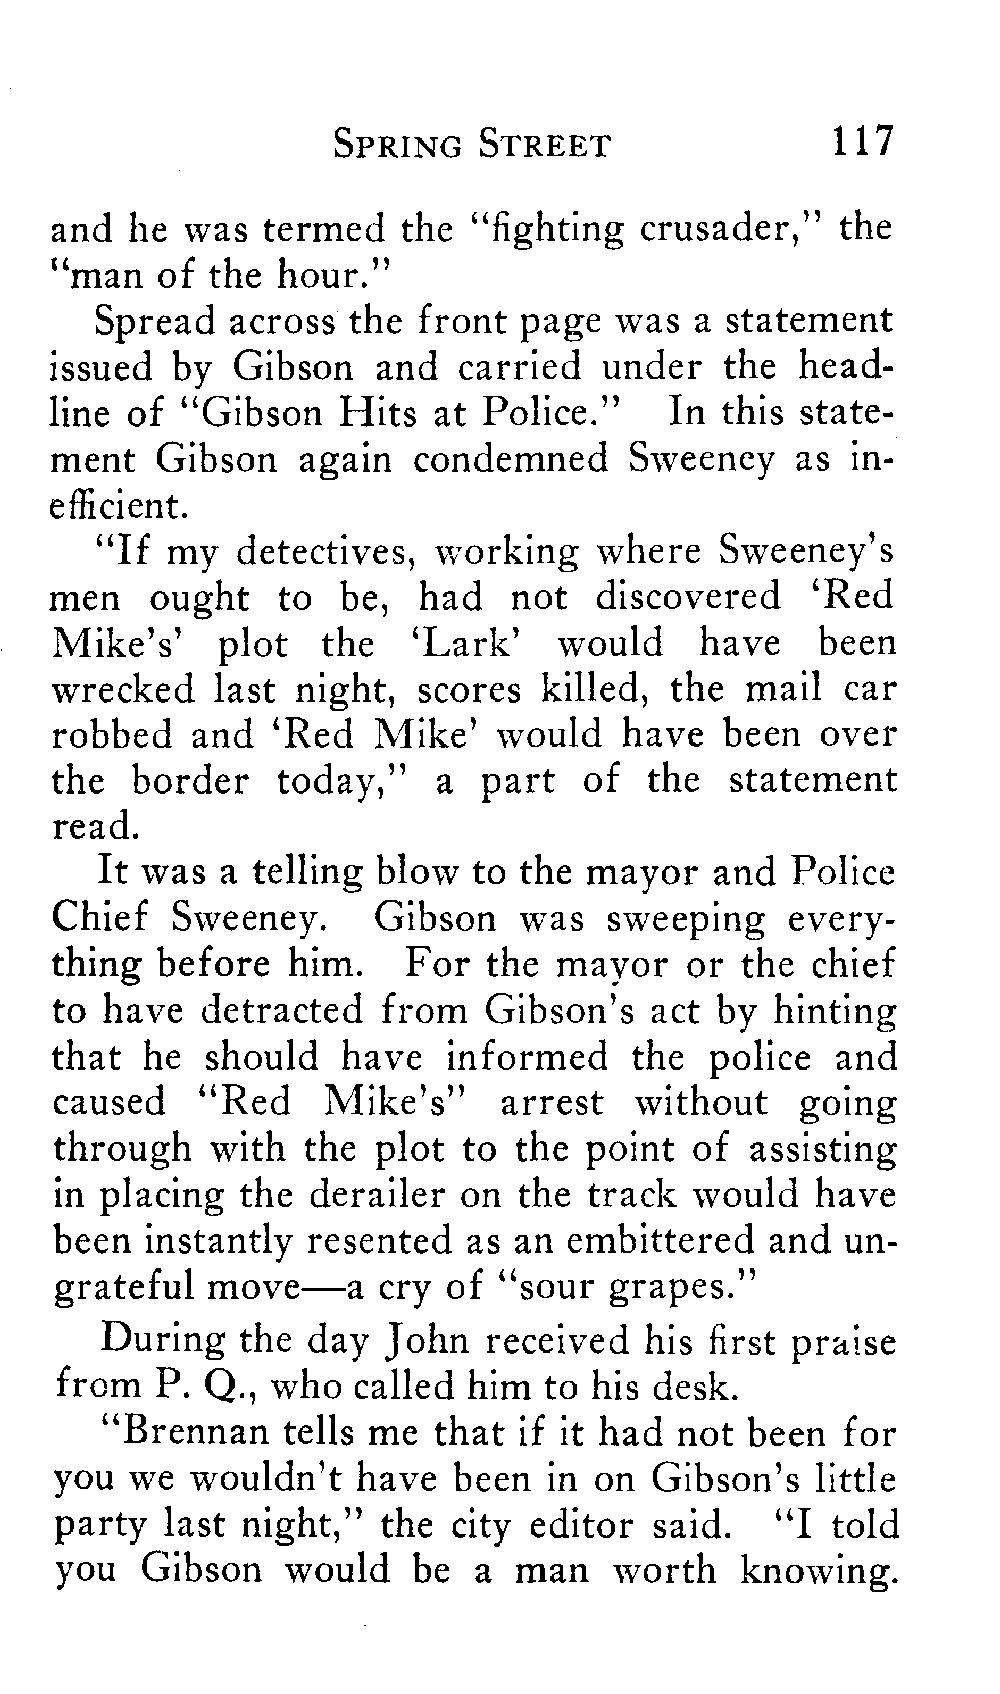 SPRING STREET 117
and he was termed the "fighting crusader," the
"man of the hour."
Spread across the front page was a statement
issued by Gibson and carried under the head-
line of "Gibson Hits at Police." In this state-
ment Gibson again condemned Sweeney as in-
efficient.
"If my detectives, working where Sweeney's
men ought to be, had not discovered 'Red
Mike's' plot the 'Lark' would have been
wrecked last night, scores killed, the mail car
robbed and 'Red Mike' would have been over
the border today," a part of the statement
read.
It was a telling blow to the mayor and Police
Chief Sweeney. Gibson was sweeping every-
thing before him. For the mayor or the chief
to have detracted from Gibson's act by hinting
that he should have informed the police and
caused "Red Mike's" arrest without going
through with the plot to the point of assisting
in placing the derailer on the track would have
been instantly resented as an embittered and un-
grateful move—a cry of "sour grapes."
During the day John received his first praise
from P. Q., who called him to his desk.
"Brennan tells me that if it had not been for
you we wouldn't have been in on Gibson's little
party last night," the city editor said. "I told
you Gibson would be a man worth knowing.